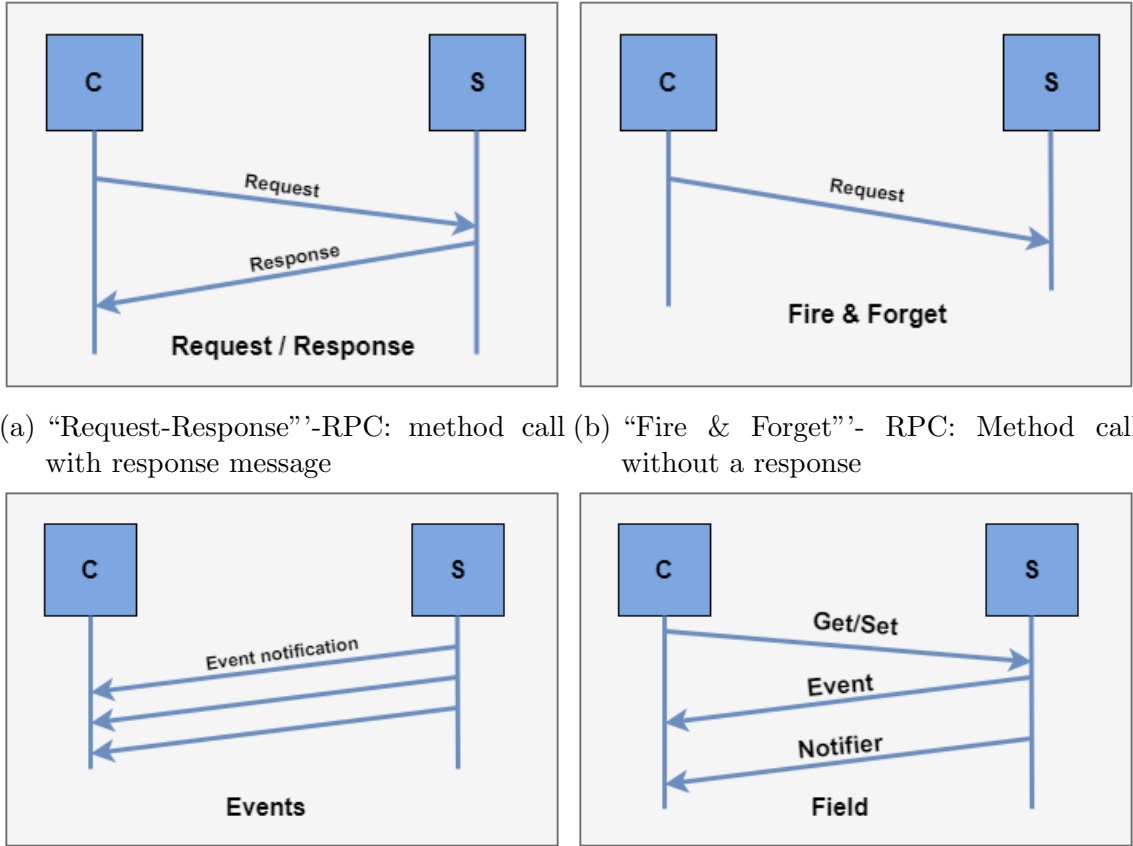 C
S
Request
Response
Request / Response
C
S
Request
Fire & Forget
(a) “Request-Response”’-RPC: method call
with response message
(b) “Fire & Forget”’- RPC: Method call
without a response
C
S
Event notification
Events
C
S
Get/Set
Event
Notifier
Field